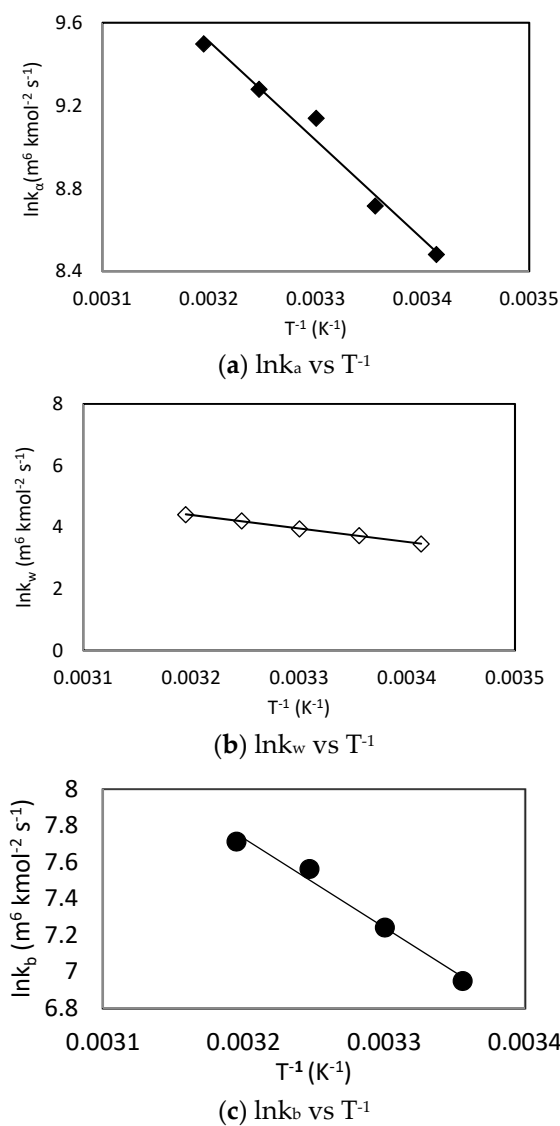 9.6
9.2
8.8
8.4
lnkα(m⁶ kmol⁻² s⁻¹)
0.0031 0.0032 0.0033 0.0034 0.0035
T⁻¹ (K⁻¹)
(a) lnkₐ vs T⁻¹
8
6
4
2
0
lnk_w (m⁶ kmol⁻² s⁻¹)
0.0031 0.0032 0.0033 0.0034 0.0035
T⁻¹ (K⁻¹)
(b) lnk_w vs T⁻¹
8
7.8
7.6
7.4
7.2
7
6.8
lnk_b (m⁶ kmol⁻² s⁻¹)
0.0031 0.0032 0.0033 0.0034
T⁻¹ (K⁻¹)
(c) lnk_b vs T⁻¹